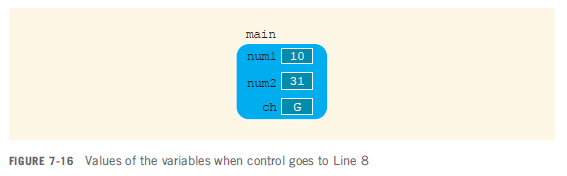 main
num1 10
num2 31
ch G
FIGURE 7-16 Values of the variables when control goes to Line 8